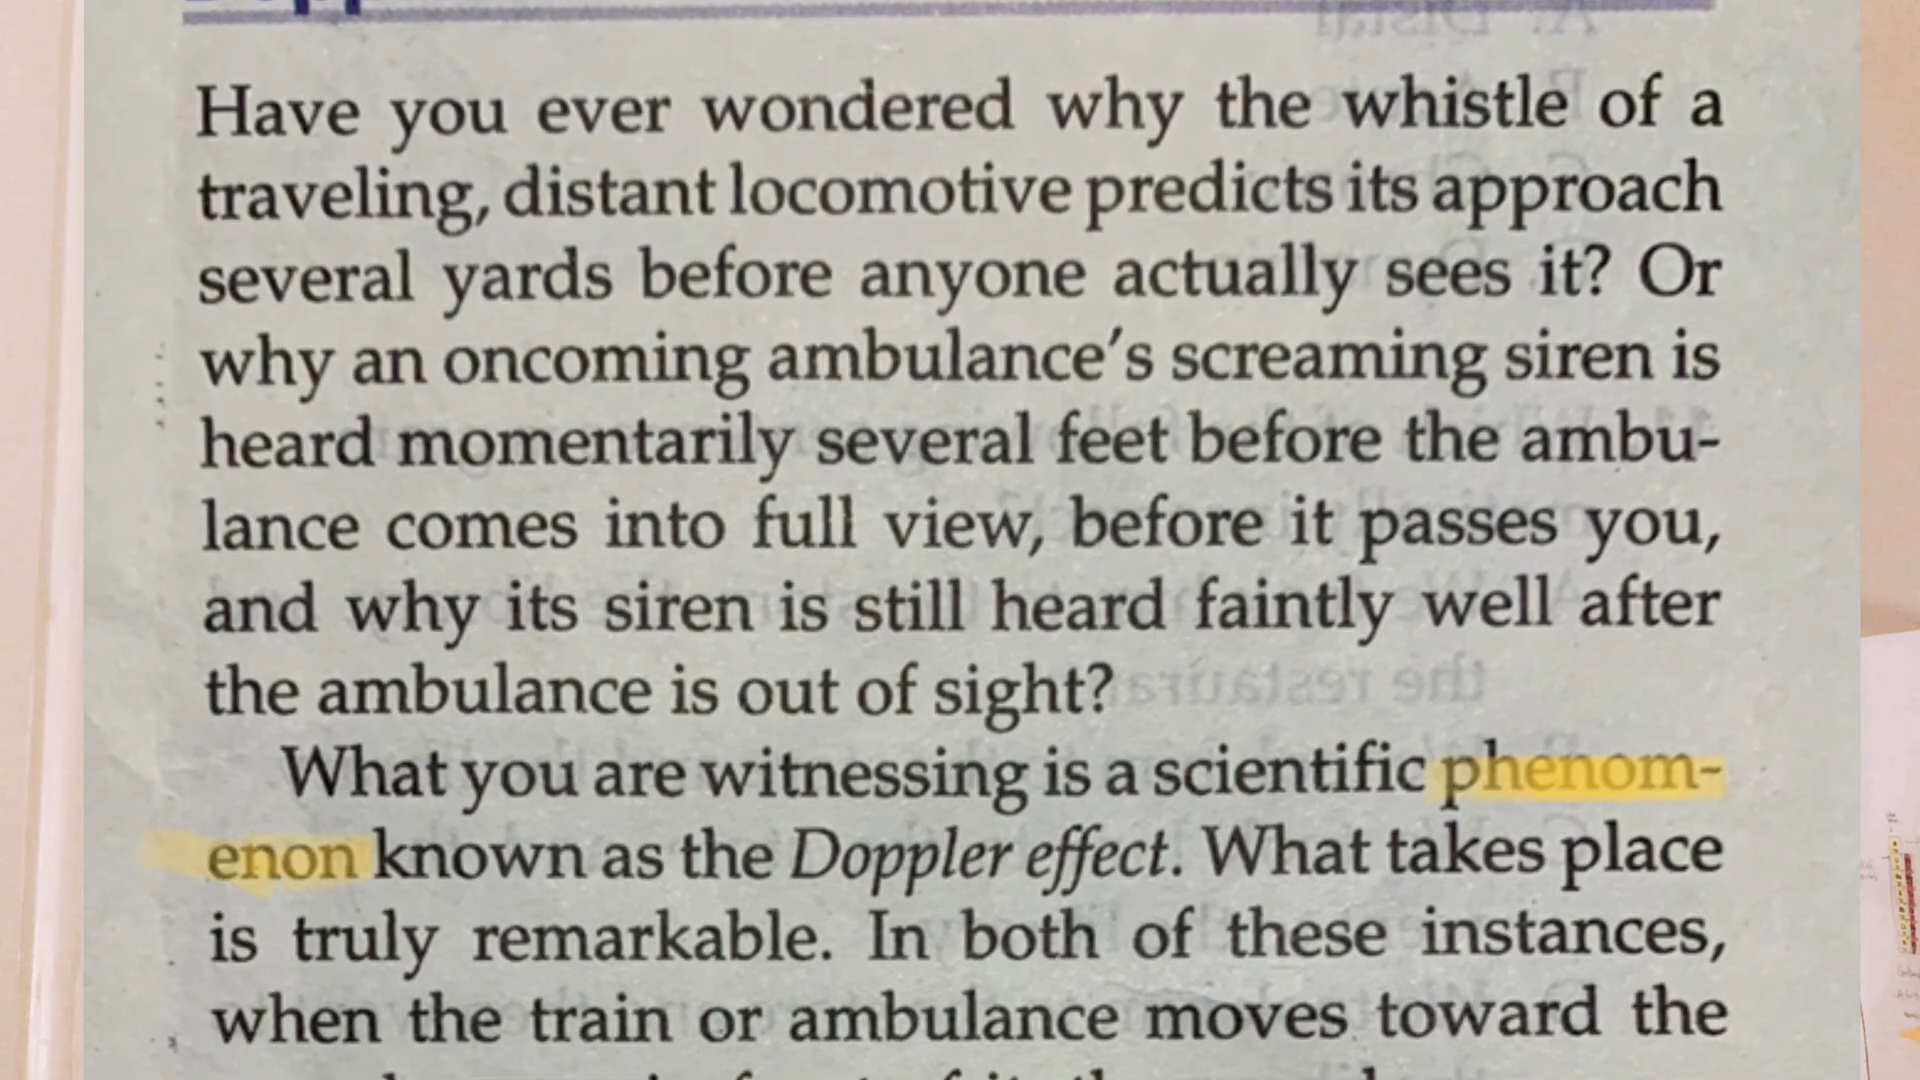 Have you ever wondered why the whistle of a
traveling, distant locomotive predicts its approach
several yards before anyone actually sees it? Or
why an oncoming ambulance's screaming siren is
heard momentarily several feet before the ambu-
lance comes into full view, before it passes you,
and why its siren is still heard faintly well after
the ambulance is out of sight?
What you are witnessing is a scientific phenom-
enon known as the Doppler effect. What takes place
is truly remarkable. In both of these instances,
when the train or ambulance moves toward the